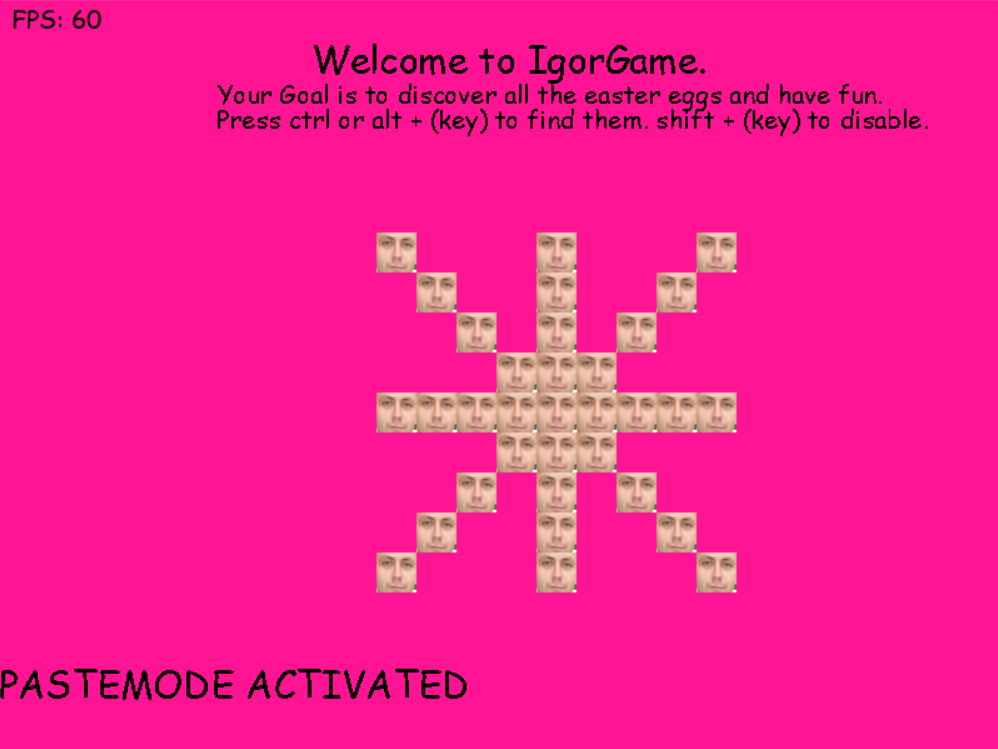 FPS: 60
Welcome to IgorGame.
Your Goal is to discover all the easter eggs and have fun.
Press ctrl or alt + (key) to find them. shift + (key) to disable.
PASTEMODE ACTIVATED